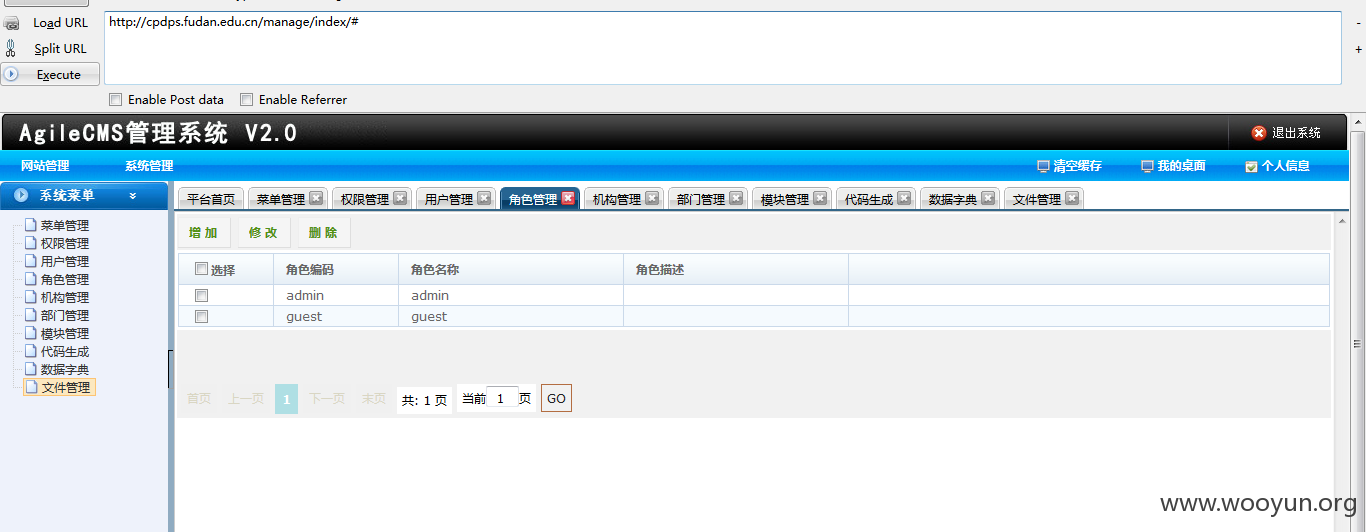 Load URL
http://cpdps.fudan.edu.cn/manage/index/#
-
Split URL
+
Execute
Enable Post data Enable Referrer
AgileCMS管理系统 V2.0
退出系统
网站管理 系统管理 清空缓存 我的桌面 个人信息
系统菜单
平台首页 菜单管理 权限管理 用户管理 角色管理 机构管理 部门管理 模块管理 代码生成 数据字典 文件管理
菜单管理
权限管理
用户管理
角色管理
机构管理
部门管理
模块管理
代码生成
数据字典
文件管理
增 加 修 改 删 除
选择 角色编码 角色名称 角色描述
admin admin
guest guest
首页 上一页 1 下一页 末页 共: 1 页 当前 1 页 GO
www.wooyun.org